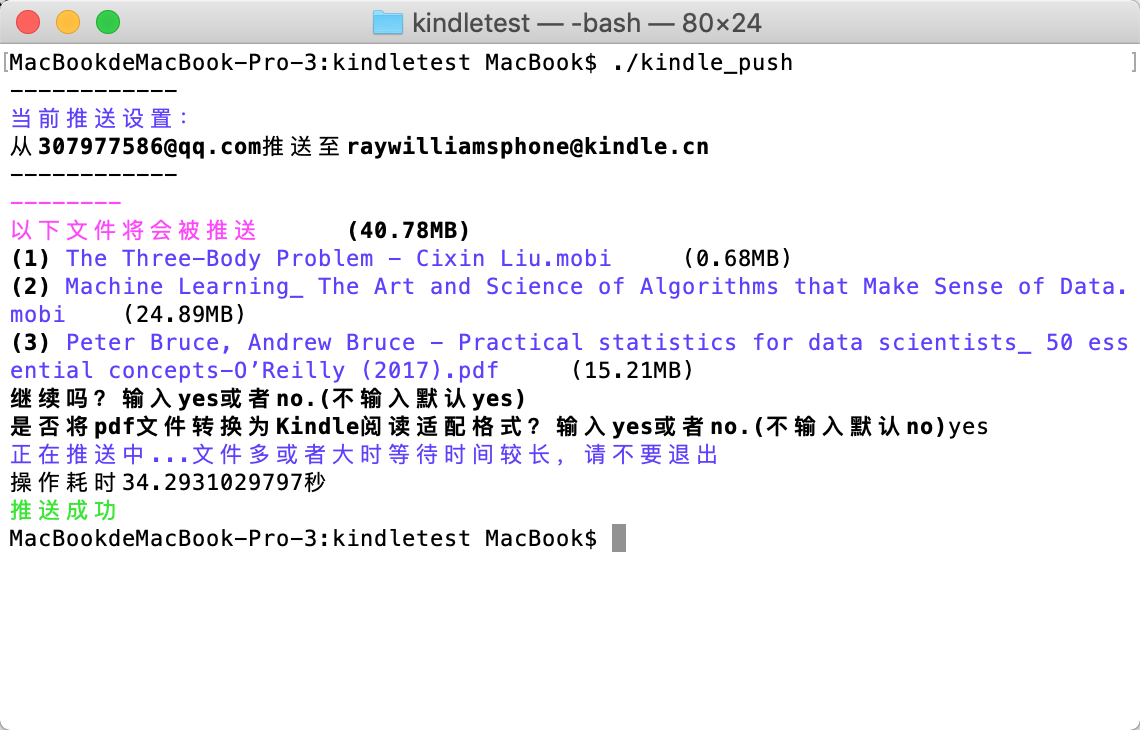 kindletest — -bash — 80×24
[MacBookdeMacBook-Pro-3:kindletest MacBook$ ./kindle_push ]
------------
当前推送设置：
从307977586@qq.com推送至raywilliamsphone@kindle.cn
------------
--------
以下文件将会被推送 (40.78MB)
(1) The Three-Body Problem - Cixin Liu.mobi (0.68MB)
(2) Machine Learning_ The Art and Science of Algorithms that Make Sense of Data.
mobi (24.89MB)
(3) Peter Bruce, Andrew Bruce - Practical statistics for data scientists_ 50 ess
ential concepts-O’Reilly (2017).pdf (15.21MB)
继续吗？输入yes或者no.(不输入默认yes)
是否将pdf文件转换为Kindle阅读适配格式？输入yes或者no.(不输入默认no)yes
正在推送中...文件多或者大时等待时间较长，请不要退出
操作耗时34.2931029797秒
推送成功
MacBookdeMacBook-Pro-3:kindletest MacBook$